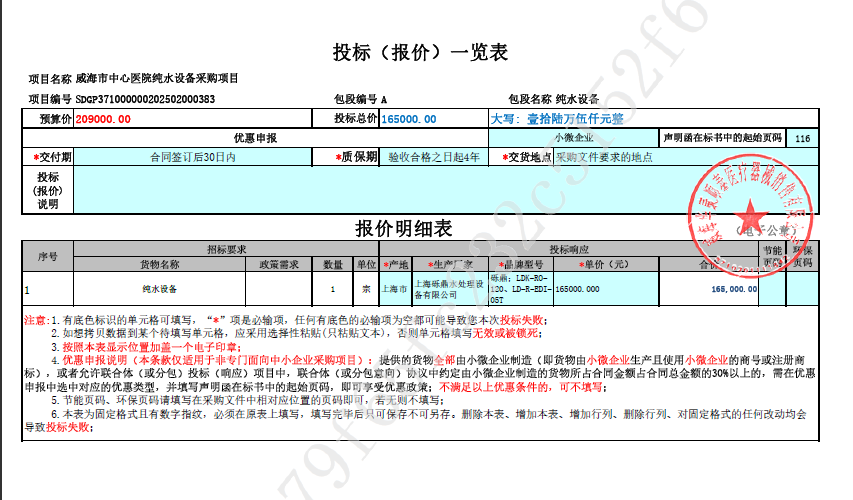 投标（报价）一览表
项目名称 威海市中心医院纯水设备采购项目
项目编号 SDGP371000000202502000383 包段编号 A 包段名称 纯水设备
预算价 209000.00 投标总价 165000.00 大写: 壹拾陆万伍仟元整
优惠申报 小微企业 声明函在标书中的起始页码 116
*交付期 合同签订后30日内 *质保期 验收合格之日起4年 *交货地点 采购文件要求的地点
投标
(报价)
说明
（电子公章）
报价明细表
序号 招标要求 投标响应 节能页码 环保页码
货物名称 政策需求 数量 单位 *产地 *生产厂家 *品牌型号 *单价（元）
1 纯水设备 1 宗 上海市 上海砾鼎水处理设备有限公司 砾鼎; LDK-RO-120、LD-R-EDI-05T 165000.000 165,000.00
注意:1.有底色标识的单元格可填写，“*”项是必输项，任何有底色的必输项为空都可能导致您本次投标失败；
2.如想拷贝数据到某个待填写单元格，应采用选择性粘贴(只粘贴文本)，否则单元格填写无效或被锁死；
3.按照本表显示位置加盖一个电子印章；
4.优惠申报说明（本条款仅适用于非专门面向中小企业采购项目）：提供的货物全部由小微企业制造（即货物由小微企业生产且使用小微企业的商号或注册商
标），或者允许联合体（或分包）投标（响应）项目中，联合体（或分包意向）协议中约定由小微企业制造的货物所占合同金额占合同总金额的30%以上的，需在优惠
申报中选中对应的优惠类型，并填写声明函在标书中的起始页码，即可享受优惠政策；不满足以上优惠条件的，可不填写；
5.节能页码、环保页码请填写在采购文件中相对应位置的页码即可，若无则不填写；
6.本表为固定格式且有数字指纹，必须在原表上填写，填写完毕后只可保存不可另存。删除本表、增加本表、增加行列、删除行列、对固定格式的任何改动均会
导致投标失败；